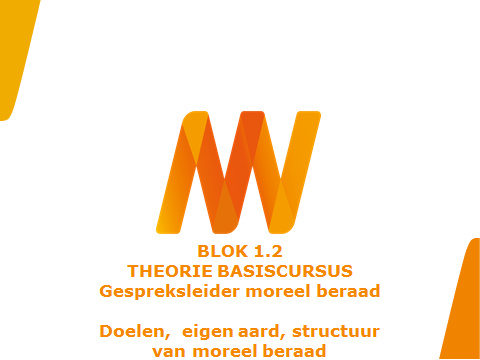 BLOK 1.2
THEORIE BASISCURSUS
Gespreksleider moreel beraad
Doelen, eigen aard, structuur
van moreel beraad